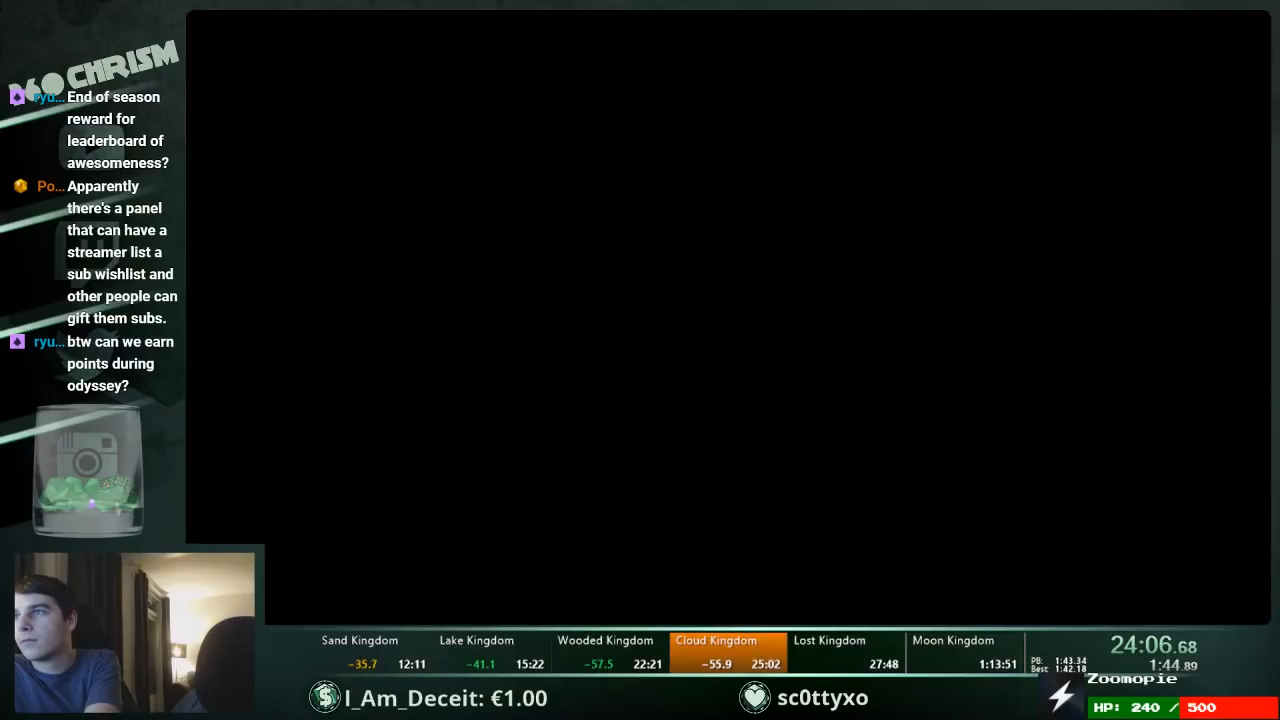 360 CHRISM
ryu... End of season
reward for
leaderboard of
awesomeness?
Po... Apparently
there's a panel
that can have a
streamer list a
sub wishlist and
other people can
gift them subs.
ryu... btw can we earn
points during
odyssey?
Sand Kingdom Lake Kingdom Wooded Kingdom Cloud Kingdom Lost Kingdom Moon Kingdom
-35.7 12:11 -41.1 15:22 -57.5 22:21 -55.9 25:02 27:48 1:13:51
24:06.68
PB: 1:43.34
Best: 1:42.18
1:44.89
I_Am_Deceit: €1.00
sc0ttyxo
Zoomopie
HP: 240 / 500